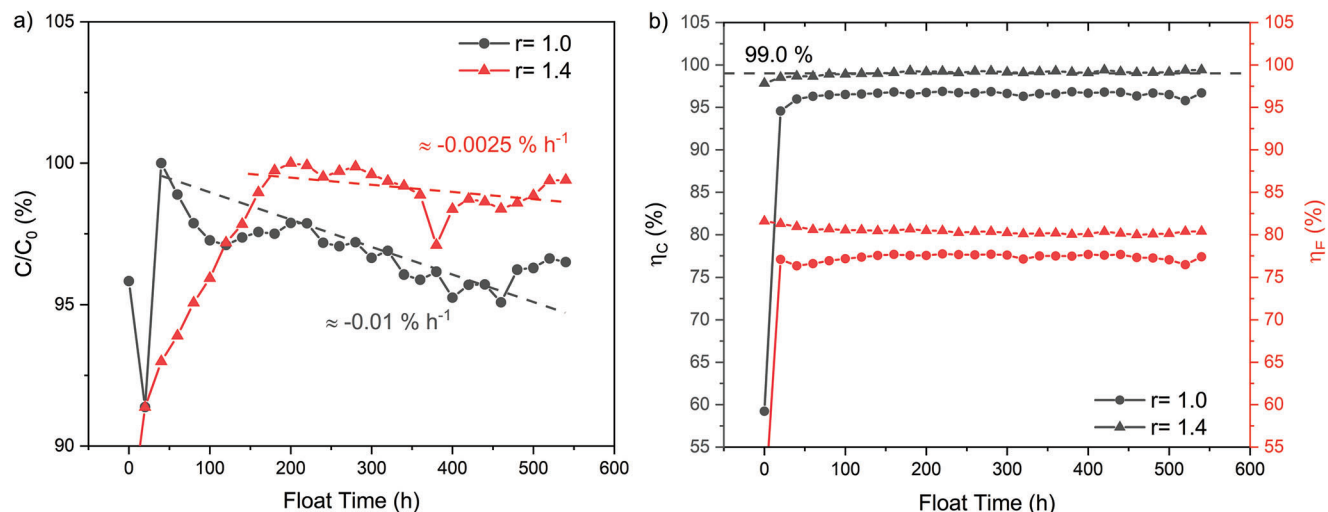 a)
r= 1.0
r= 1.4
≈ -0.0025 % h⁻¹
≈ -0.01 % h⁻¹
105
100
95
90
C/C₀ (%)
0 100 200 300 400 500 600
Float Time (h)
b)
99.0 %
r= 1.0
r= 1.4
105
100
95
90
85
80
75
70
65
60
55
η_C (%)
105
100
95
90
85
80
75
70
65
60
55
η_F (%)
0 100 200 300 400 500 600
Float Time (h)